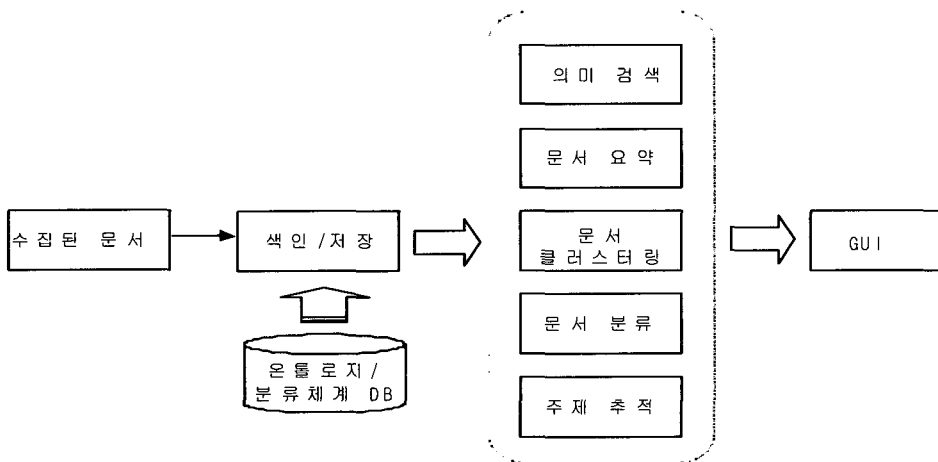 의미 검색
문서 요약
수집된 문서
색인/저장
문서
클러스터링
GUI
온톨로지/
분류체계 DB
문서 분류
주제 추적